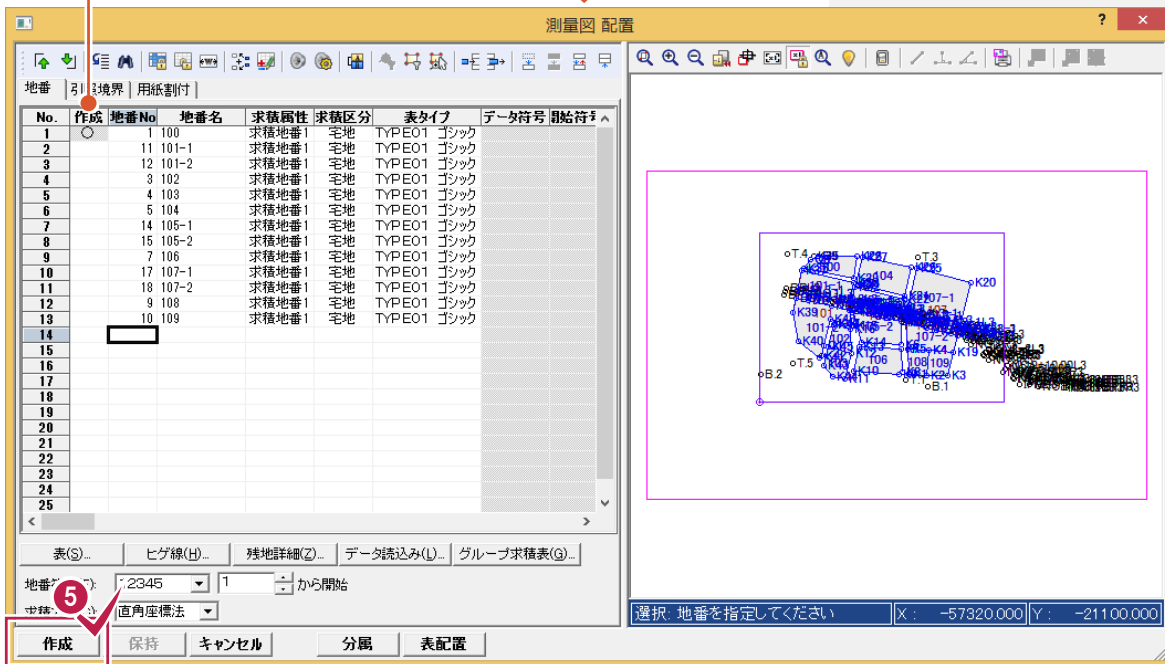 測量図 配置
? ×
地番 引照境界 用紙割付
No. 作成 地番No 地番名 求積属性 求積区分 表タイプ データ符号 開始符号
1 ○ 1 100 求積地番1 宅地 TYPE01 ゴシック
2 11 101-1 求積地番1 宅地 TYPE01 ゴシック
3 12 101-2 求積地番1 宅地 TYPE01 ゴシック
4 3 102 求積地番1 宅地 TYPE01 ゴシック
5 4 103 求積地番1 宅地 TYPE01 ゴシック
6 5 104 求積地番1 宅地 TYPE01 ゴシック
7 14 105-1 求積地番1 宅地 TYPE01 ゴシック
8 15 105-2 求積地番1 宅地 TYPE01 ゴシック
9 7 106 求積地番1 宅地 TYPE01 ゴシック
10 17 107-1 求積地番1 宅地 TYPE01 ゴシック
11 18 107-2 求積地番1 宅地 TYPE01 ゴシック
12 9 108 求積地番1 宅地 TYPE01 ゴシック
13 10 109 求積地番1 宅地 TYPE01 ゴシック
14
15
16
17
18
19
20
21
22
23
24
25
表(S)... ヒゲ線(H)... 残地詳細(Z)... データ読込み(L)... グループ求積表(G)...
12345 1 から開始
直角座標法
5
作成 保持 キャンセル 分属 表配置
T.4 T.3
104
K20
107-1
K39 101
101-2
K40 102 107-2
K4 K19
T.5 K12 106 108 109
B.2 K10 K11 T.1 K2 K3
B.1
選択: 地番を指定してください X : -57320.000 Y : -21100.000